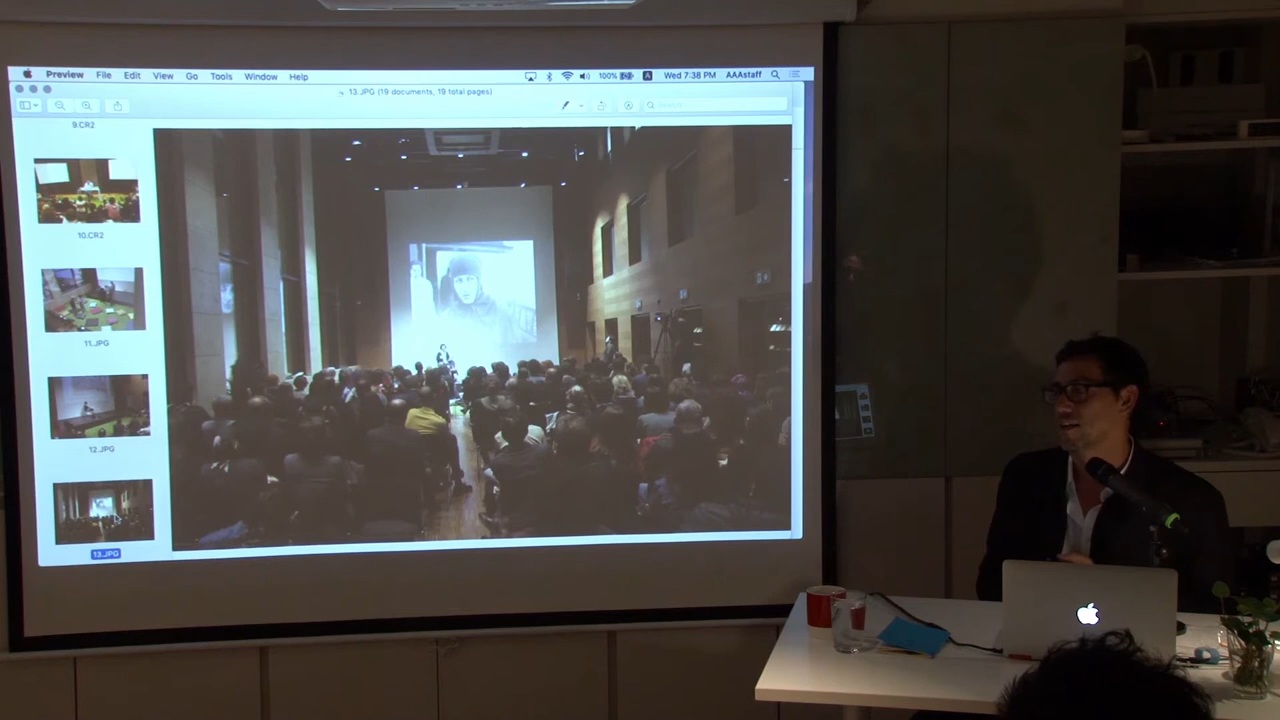 Preview File Edit View Go Tools Window Help 100% Wed 7:38 PM AAAstaff
13.JPG (19 documents, 19 total pages)
Search
9.CR2
10.CR2
11.JPG
12.JPG
13.JPG